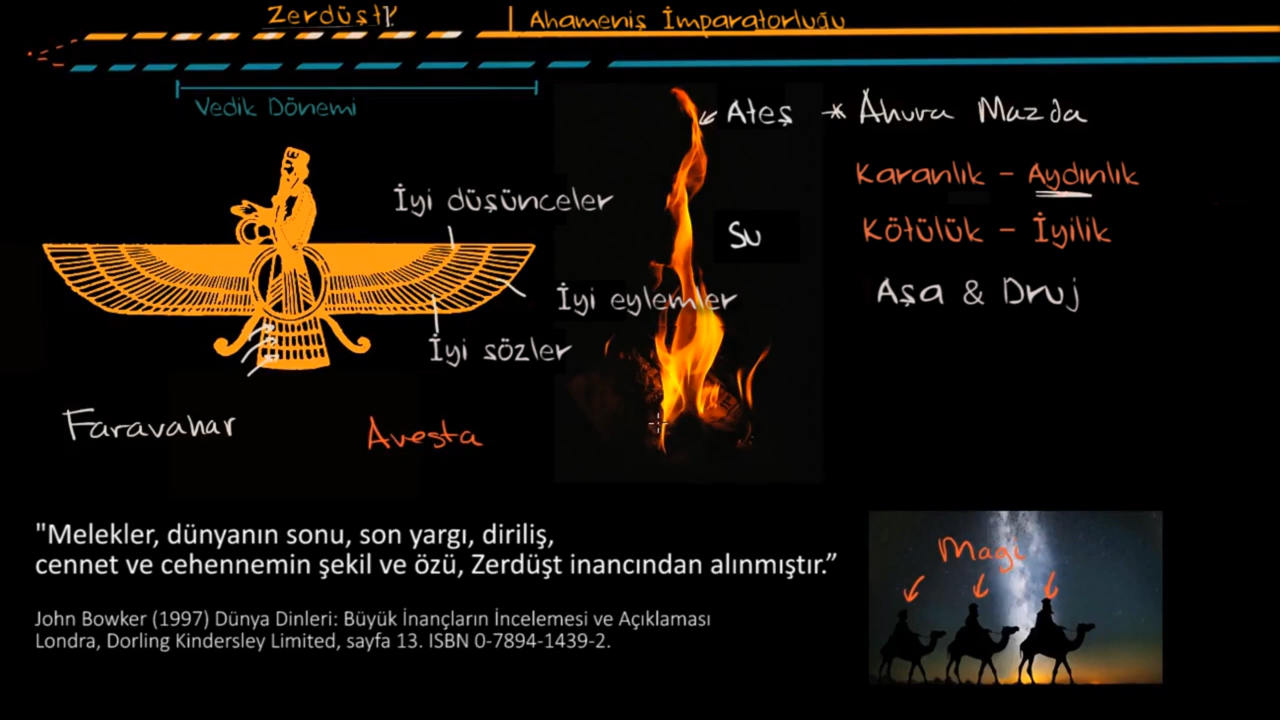 Zerdüşt?
Ahameniş İmparatorluğu
Vedik Dönemi
Ateş
Ahura Mazda
Karanlık - Aydınlık
İyi düşünceler
Su
Kötülük - İyilik
İyi eylemler
Aşa & Druj
İyi sözler
Faravahar
Avesta
"Melekler, dünyanın sonu, son yargı, diriliş,
cennet ve cehennemin şekil ve özü, Zerdüşt inancından alınmıştır.”
Magi
John Bowker (1997) Dünya Dinleri: Büyük İnançların İncelemesi ve Açıklaması
Londra, Dorling Kindersley Limited, sayfa 13. ISBN 0-7894-1439-2.